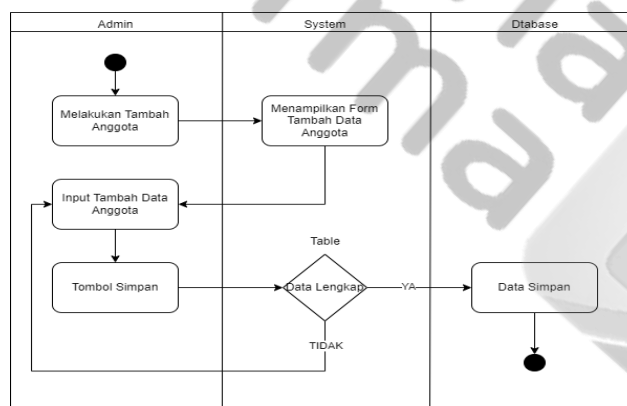 Admin
System
Dtabase
Melakukan Tambah
Anggota
Menampilkan Form
Tambah Data
Anggota
Input Tambah Data
Anggota
Tombol Simpan
Table
Data Lengkap
YA
Data Simpan
TIDAK